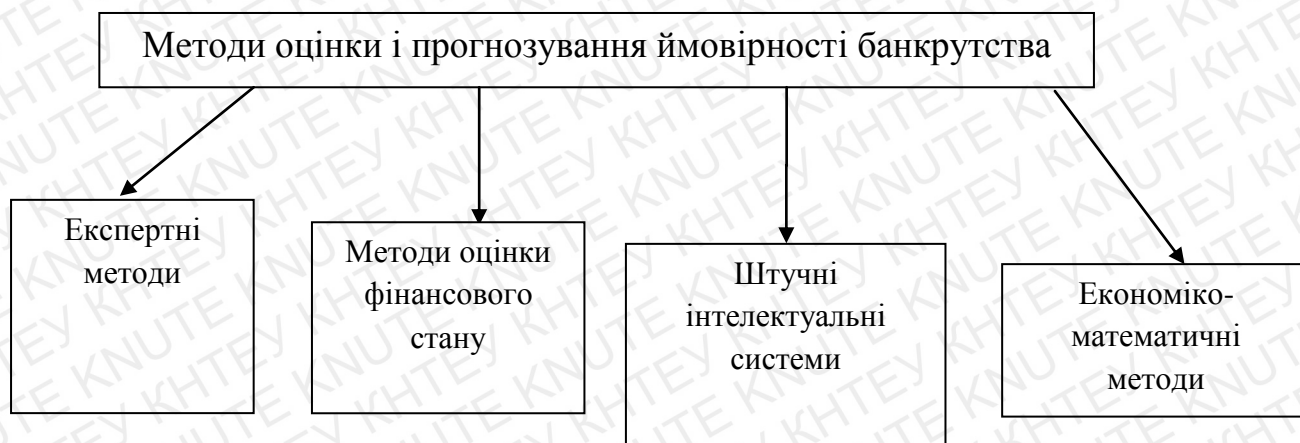 Методи оцінки і прогнозування ймовірності банкрутства
Експертні
методи
Методи оцінки
фінансового
стану
Штучні
інтелектуальні
системи
Економіко-
математичні
методи